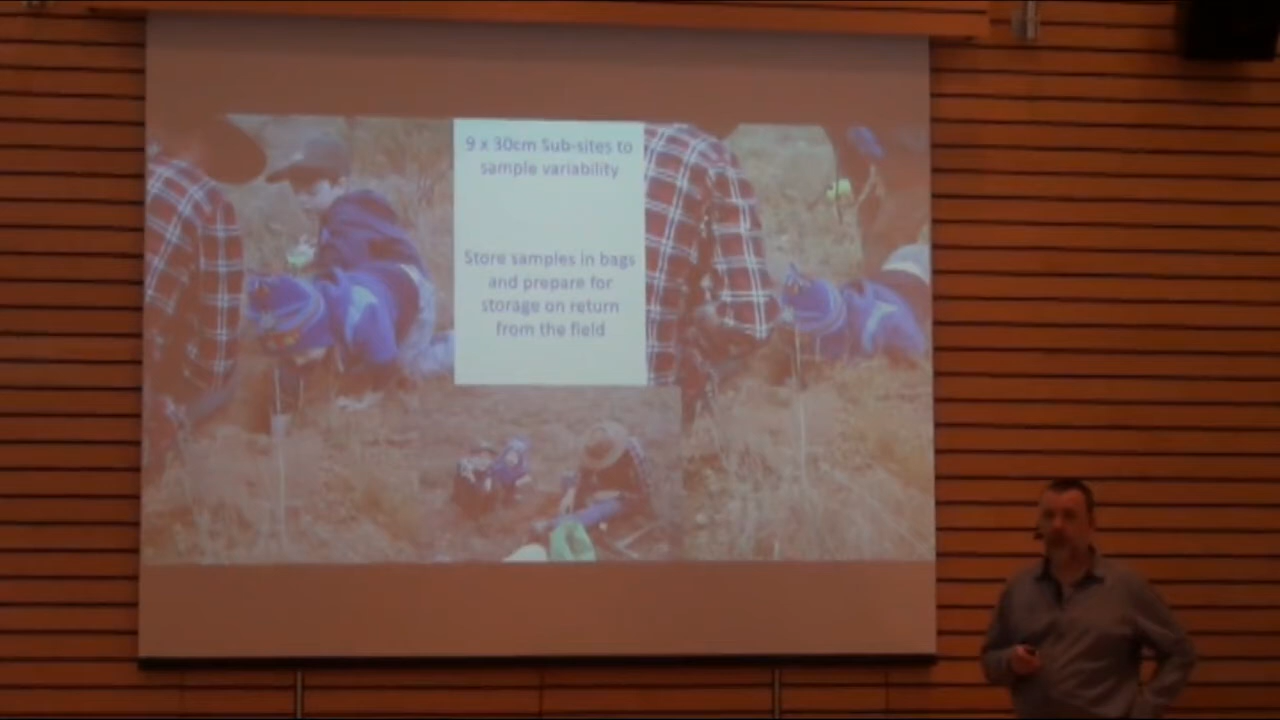 9 x 30cm Sub-sites to
sample variability
Store samples in bags
and prepare for
storage on return
from the field